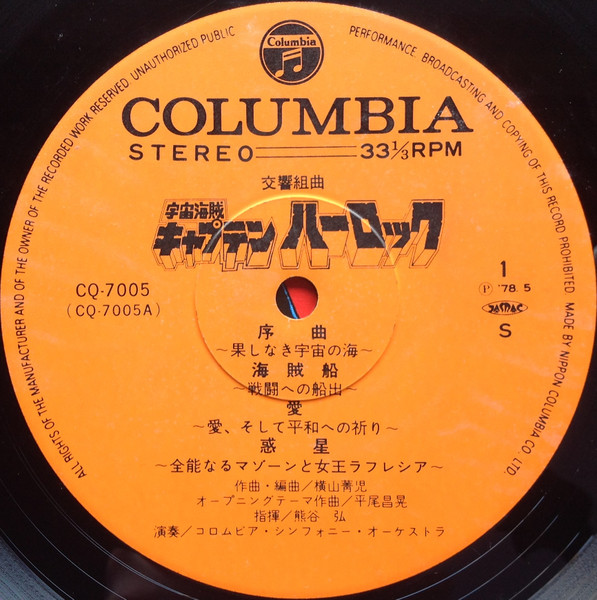 ALL RIGHTS OF THE MANUFACTURER AND OF THE OWNER OF THE RECORDED WORK RESERVED UNAUTHORIZED PUBLIC PERFORMANCE, BROADCASTING AND COPYING OF THIS RECORD PROHIBITED MADE BY NIPPON COLUMBIA CO., LTD.
Columbia
COLUMBIA
STEREO 33⅓RPM
交響組曲
宇宙海賊
キャプテンハーロック
CQ-7005
(CQ-7005A)
1
Ⓟ '78.5
JASRAC
S
序曲
~果しなき宇宙の海~
海賊船
~戦闘への船出~
愛
~愛、そして平和への祈り~
惑星
~全能なるマゾーンと女王ラフレシア~
作曲・編曲/横山菁児
オープニングテーマ作曲/平尾昌晃
指揮/熊谷 弘
演奏/コロムビア・シンフォニー・オーケストラ